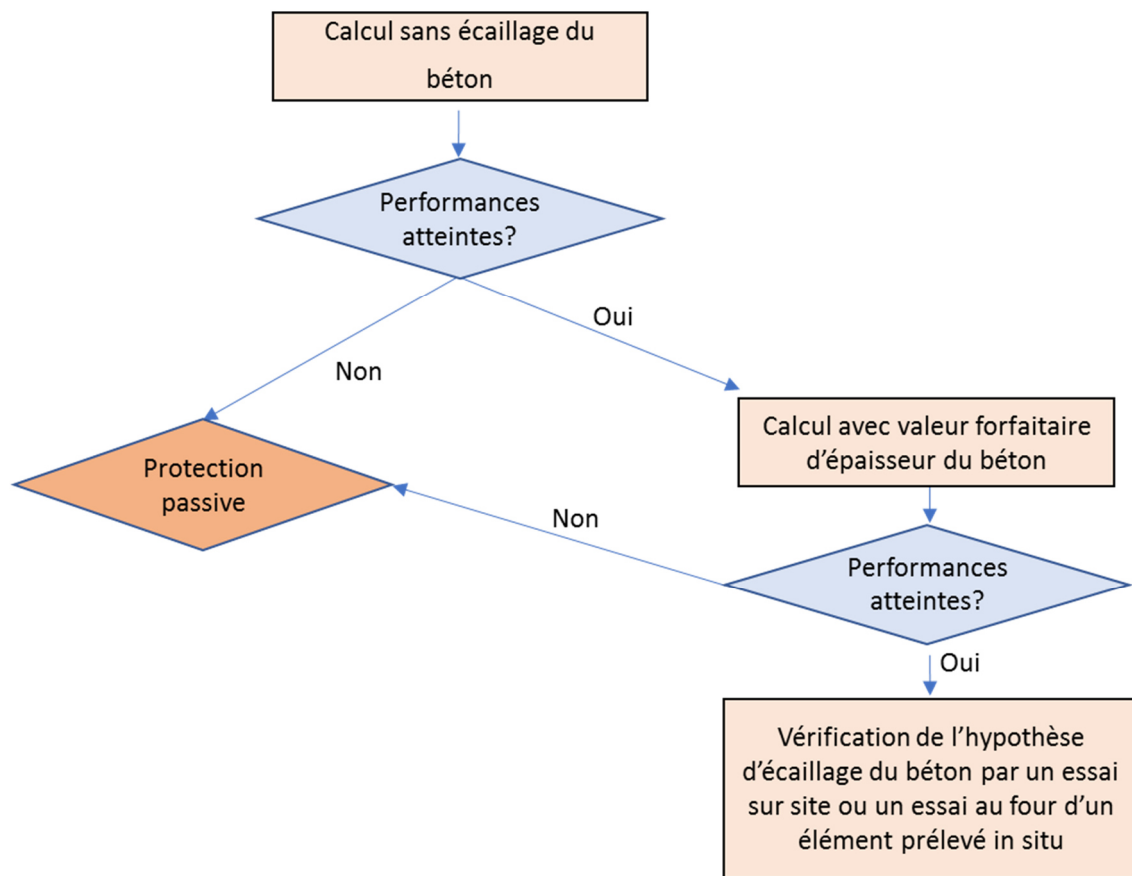 Calcul sans écaillage du
béton
Performances
atteintes?
Oui
Non
Calcul avec valeur forfaitaire
d'épaisseur du béton
Protection
passive
Non
Performances
atteintes?
Oui
Vérification de l'hypothèse
d'écaillage du béton par un essai
sur site ou un essai au four d'un
élément prélevé in situ